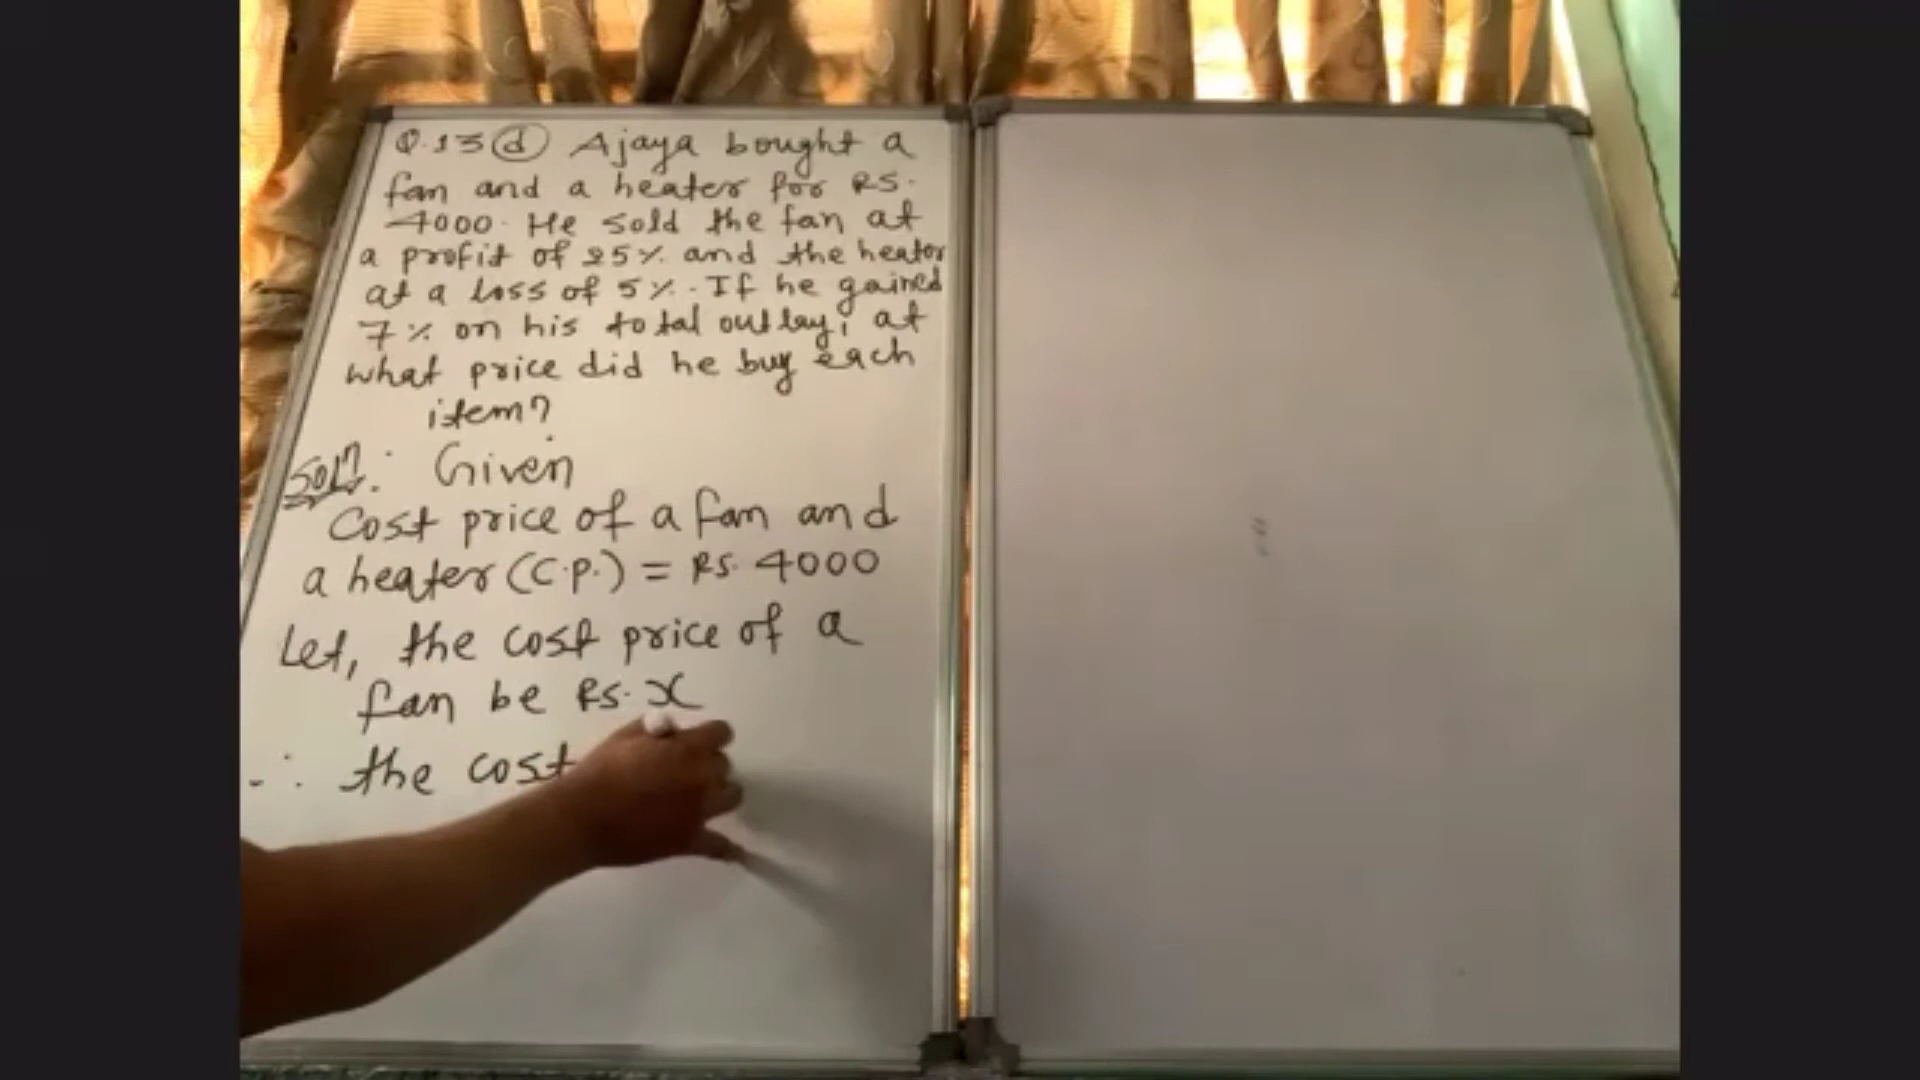 Q.13 (d) Ajaya bought a
fan and a heater for RS.
4000. He sold the fan at
a profit of 25% and the heater
at a loss of 5%. If he gained
7% on his total outlay, at
what price did he buy each
item?
Solⁿ: Given
Cost price of a fan and
a heater (C.P.) = RS. 4000
Let, the cost price of a
fan be RS. x
∴ the cost